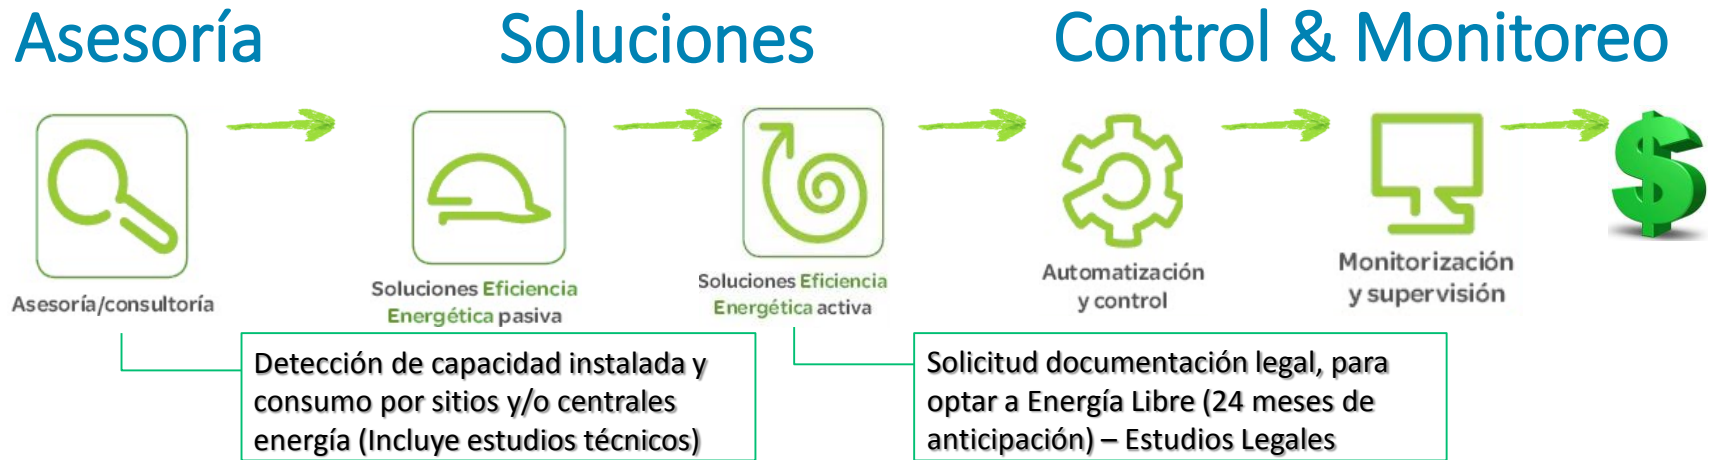 Asesoría
Soluciones
Control & Monitoreo
Asesoría/consultoría
Soluciones Eficiencia
Energética pasiva
Soluciones Eficiencia
Energética activa
Automatización
y control
Monitorización
y supervisión
Detección de capacidad instalada y
consumo por sitios y/o centrales
energía (Incluye estudios técnicos)
Solicitud documentación legal, para
optar a Energía Libre (24 meses de
anticipación) – Estudios Legales